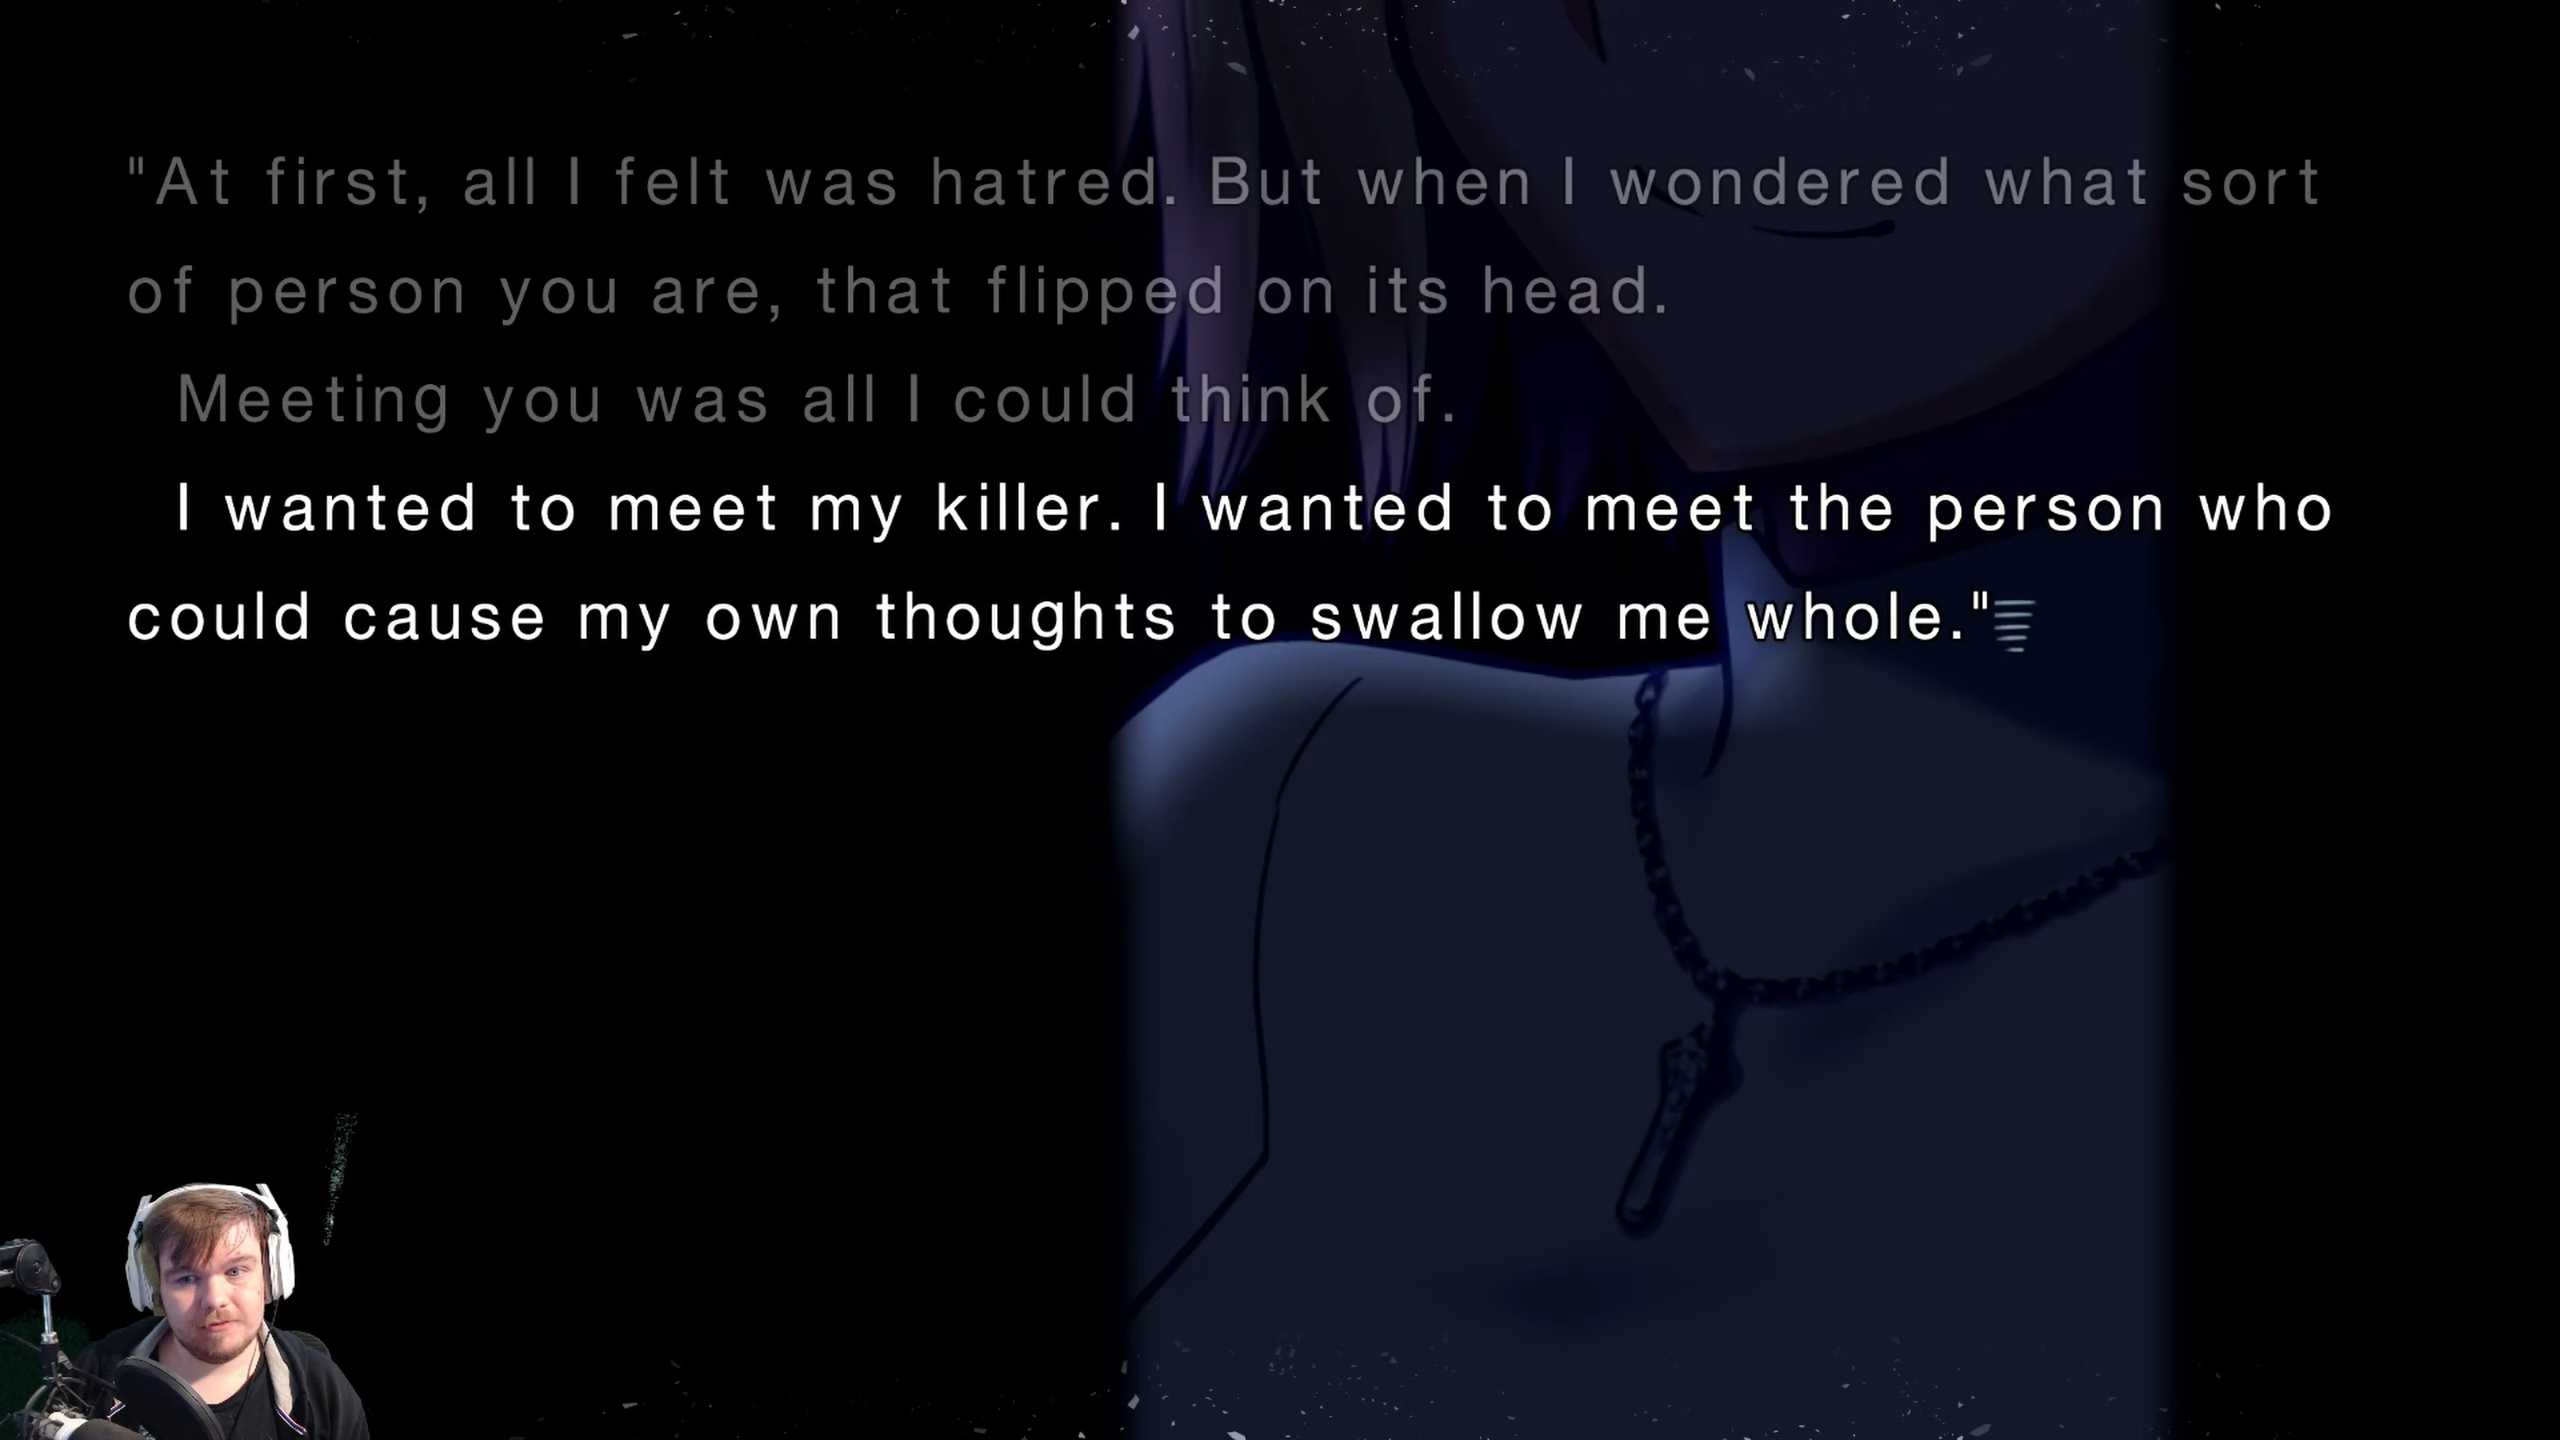 "At first, all I felt was hatred. But when I wondered what sort
of person you are, that flipped on its head.
Meeting you was all I could think of.
I wanted to meet my killer. I wanted to meet the person who
could cause my own thoughts to swallow me whole."